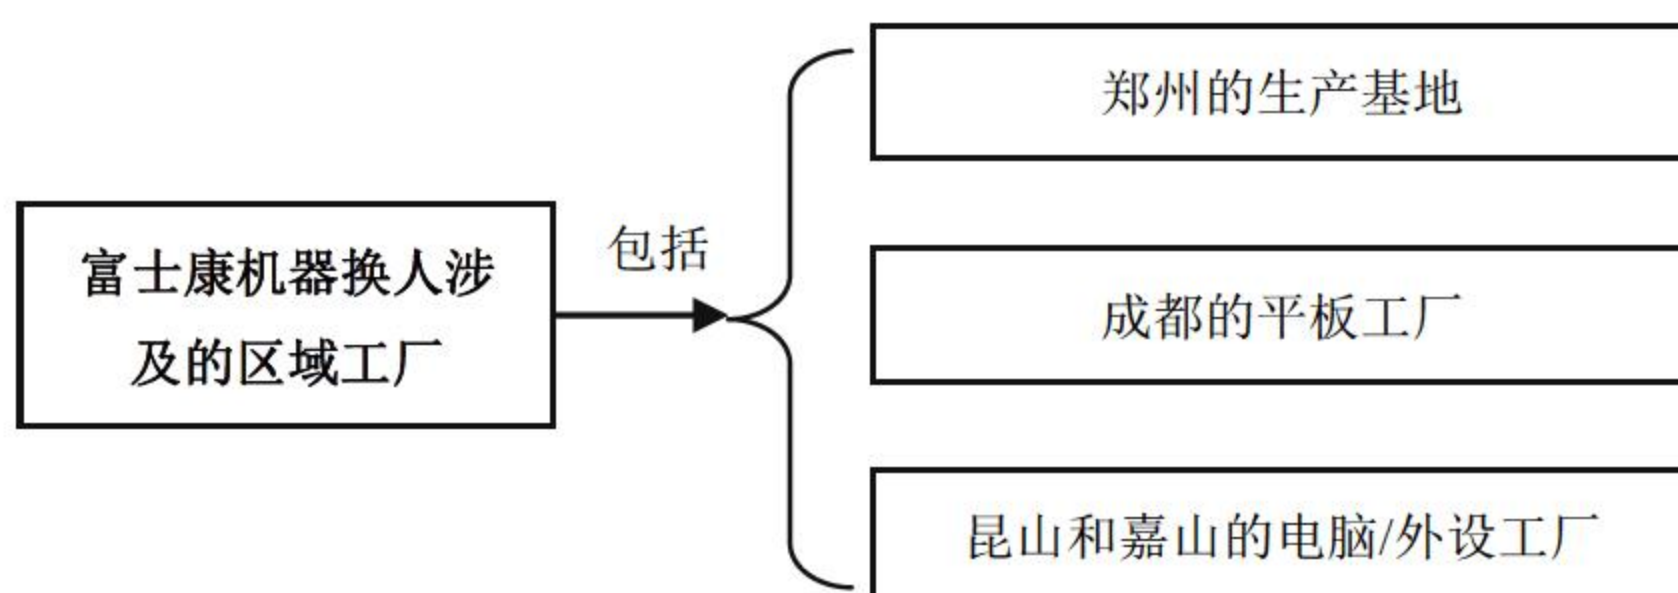 富士康机器换人涉
及的区域工厂
包括
郑州的生产基地
成都的平板工厂
昆山和嘉山的电脑/外设工厂